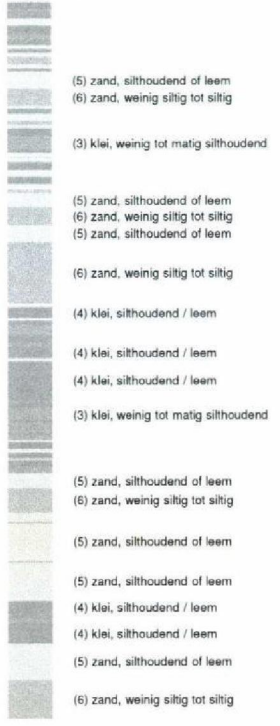 (5) zand, silthoudend of leem
(6) zand, weinig siltig tot siltig
(3) klei, weinig tot matig silthoudend
(5) zand, silthoudend of leem
(6) zand, weinig siltig tot siltig
(5) zand, silthoudend of leem
(6) zand, weinig siltig tot siltig
(4) klei, silthoudend / leem
(4) klei, silthoudend / leem
(4) klei, silthoudend / leem
(3) klei, weinig tot matig silthoudend
(5) zand, silthoudend of leem
(6) zand, weinig siltig tot siltig
(5) zand, silthoudend of leem
(5) zand, silthoudend of leem
(4) klei, silthoudend / leem
(4) klei, silthoudend / leem
(5) zand, silthoudend of leem
(6) zand, weinig siltig tot siltig